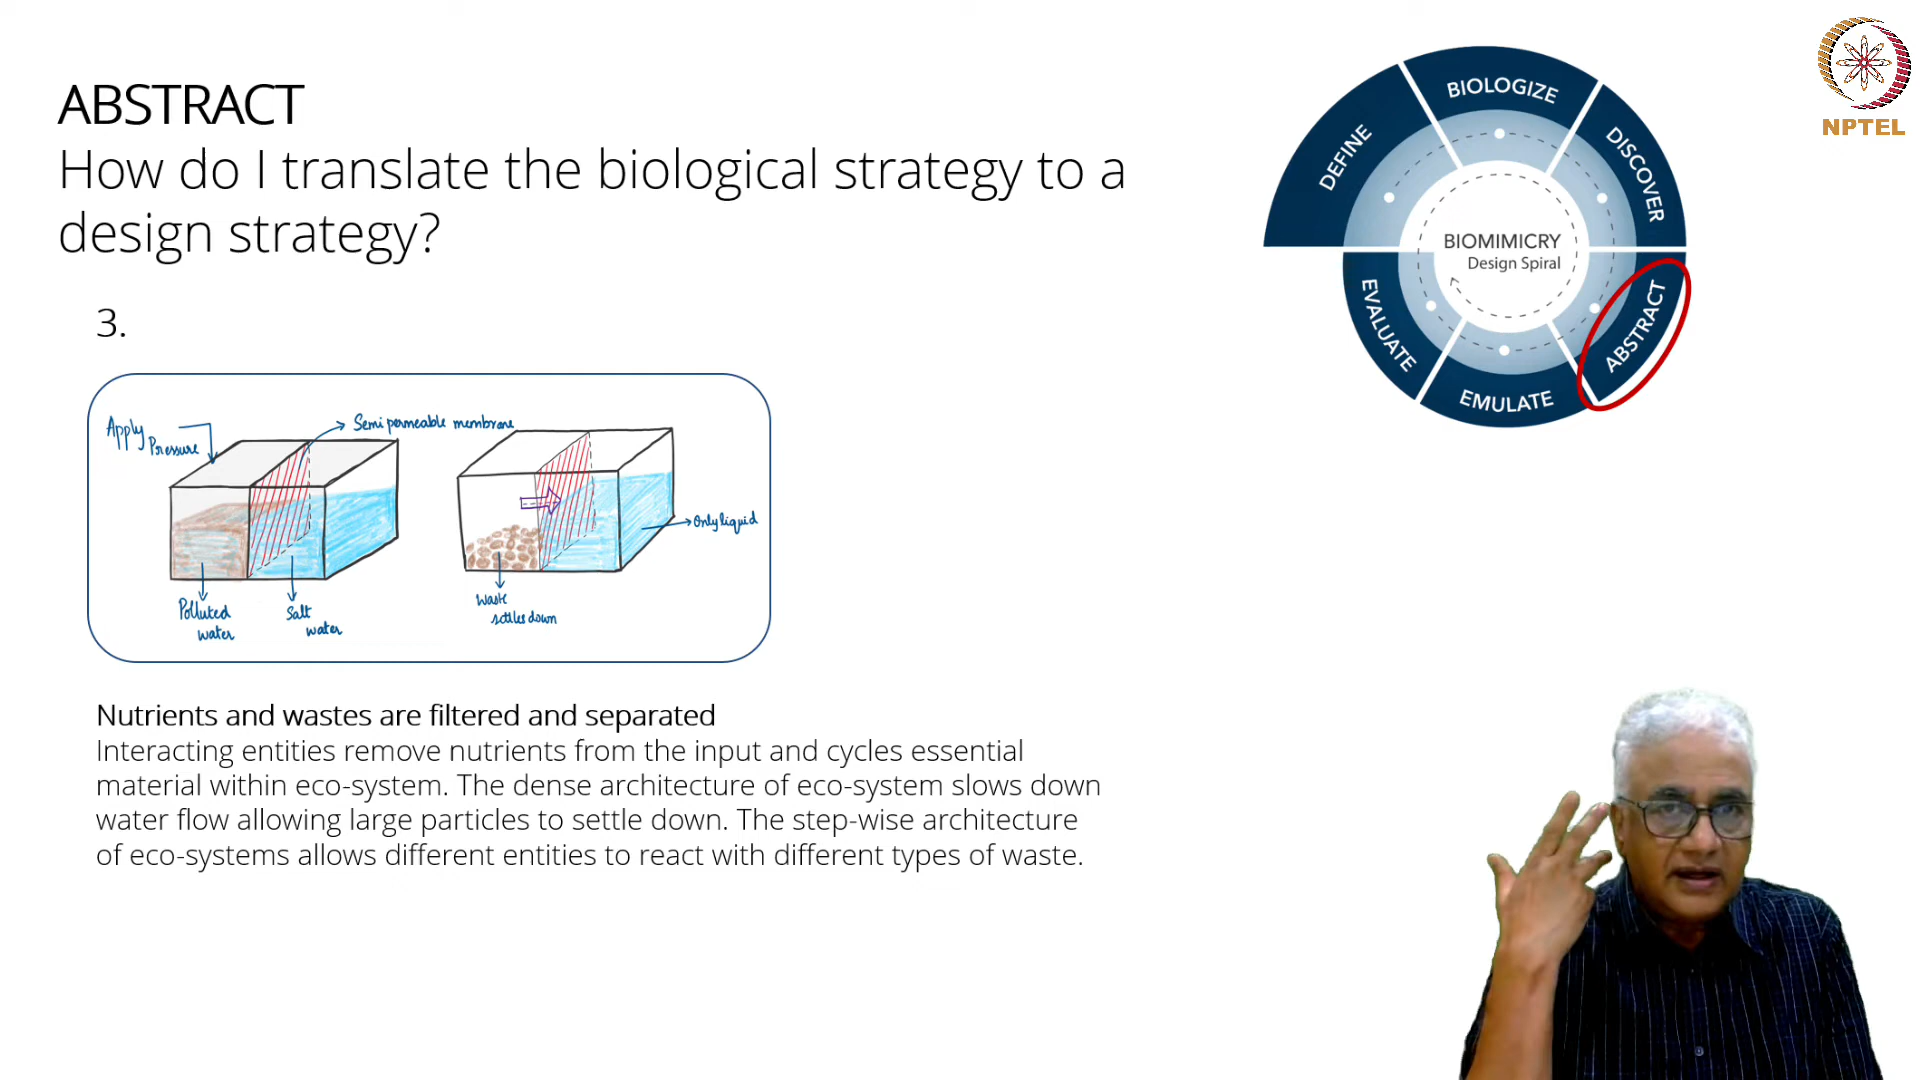 ABSTRACT
How do I translate the biological strategy to a
design strategy?
3.
Apply
Pressure
Semi permeable membrane
Only liquid
Polluted
water
Salt
water
Waste
settles down
Nutrients and wastes are filtered and separated
Interacting entities remove nutrients from the input and cycles essential
material within eco-system. The dense architecture of eco-system slows down
water flow allowing large particles to settle down. The step-wise architecture
of eco-systems allows different entities to react with different types of waste.
DEFINE
BIOLOGIZE
DISCOVER
ABSTRACT
EMULATE
EVALUATE
BIOMIMICRY
Design Spiral
NPTEL